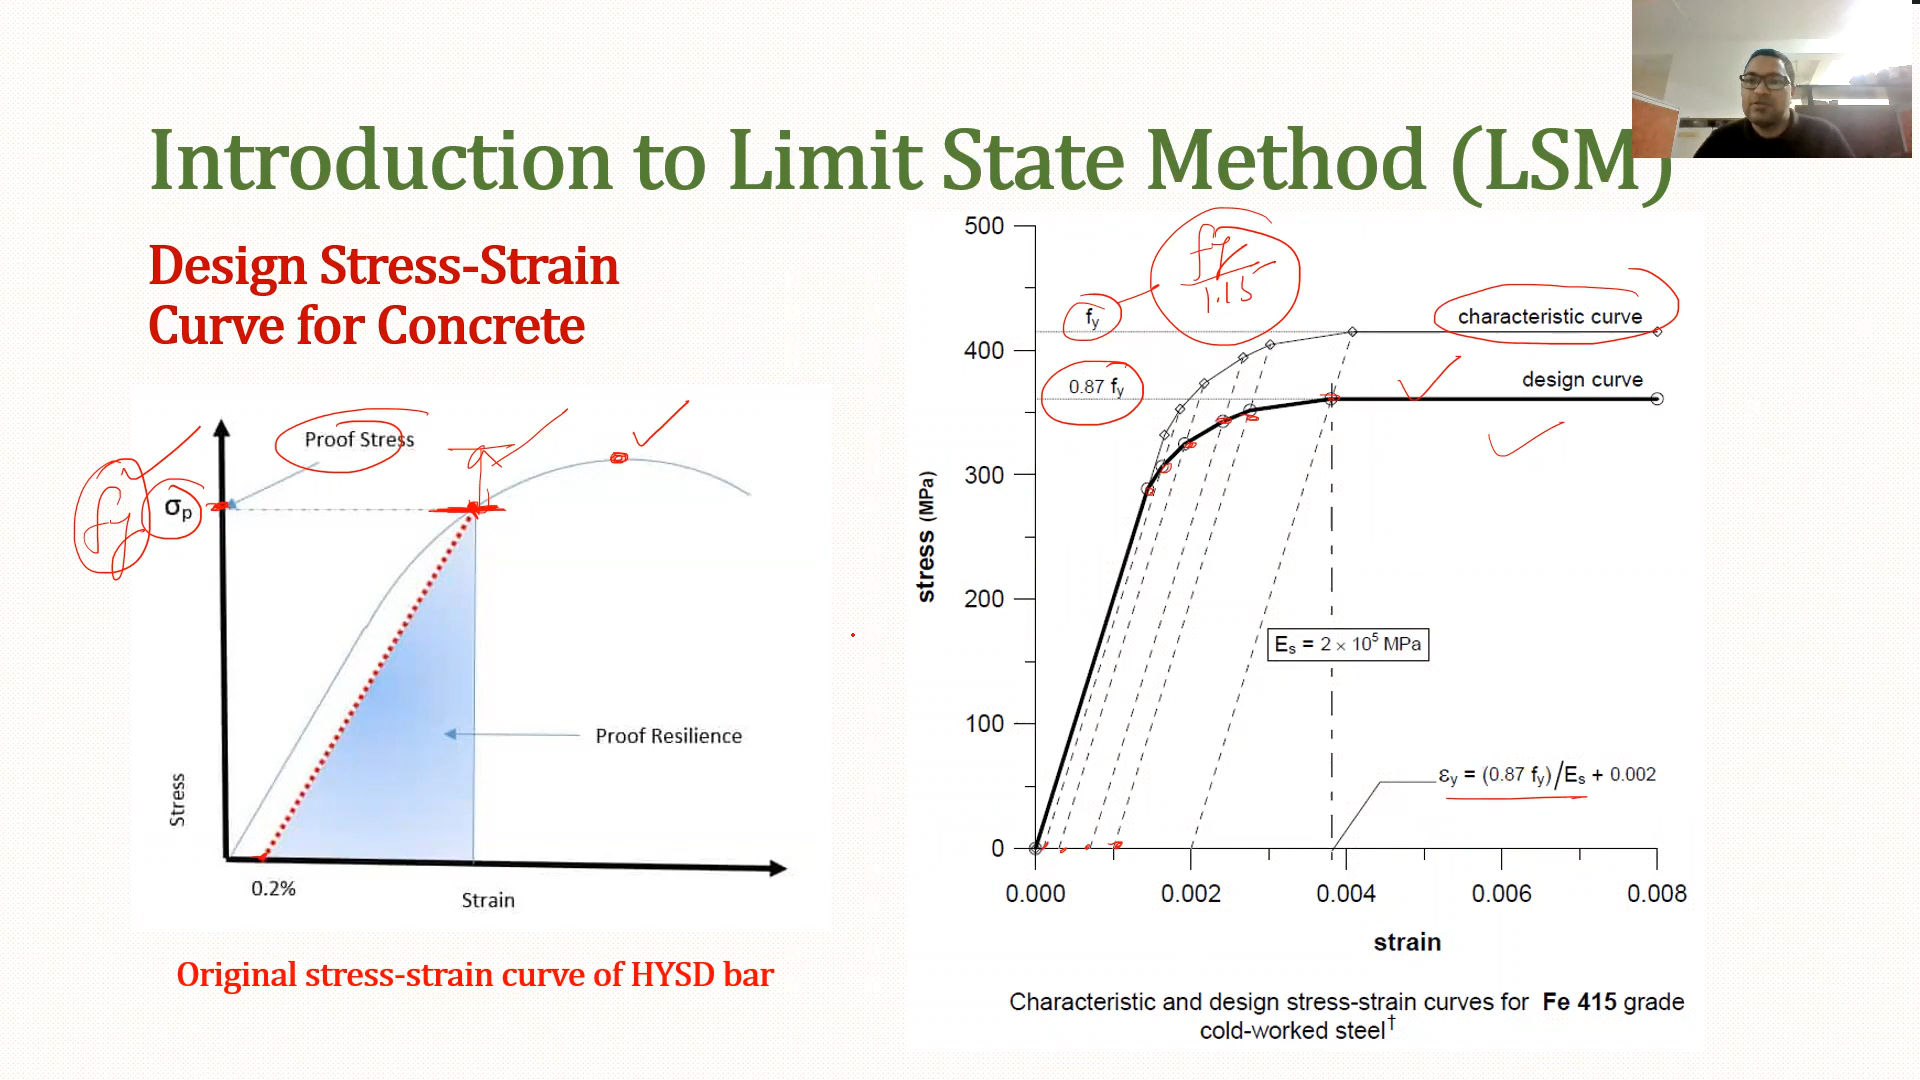 Introduction to Limit State Method (LSM)
Design Stress-Strain
Curve for Concrete
Proof Stress
fy
σp
Proof Resilience
Stress
0.2%
Strain
Original stress-strain curve of HYSD bar
500
400
300
200
100
0
stress (MPa)
fy
fy/1.15
0.87 fy
characteristic curve
design curve
Es = 2 × 10⁵ MPa
εy = (0.87 fy)/Es + 0.002
0.000 0.002 0.004 0.006 0.008
strain
Characteristic and design stress-strain curves for Fe 415 grade
cold-worked steel†